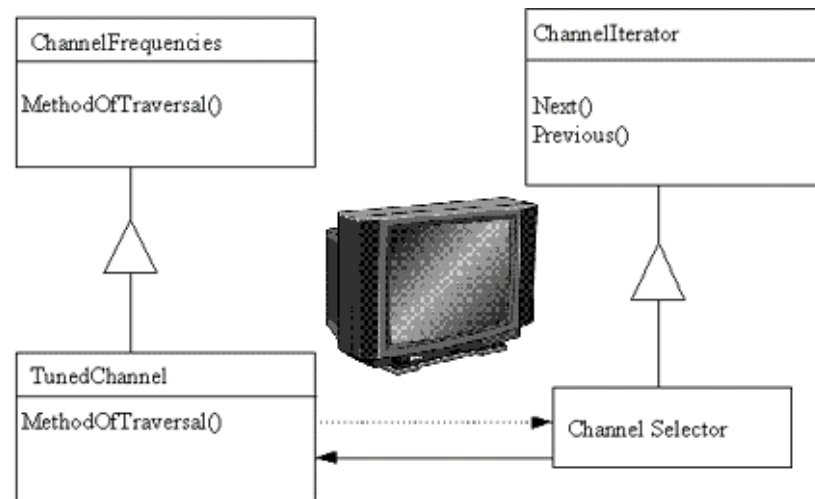 ChannelFrequencies
MethodOfTraversal()
ChannelIterator
Next()
Previous()
TunedChannel
MethodOfTraversal()
Channel Selector